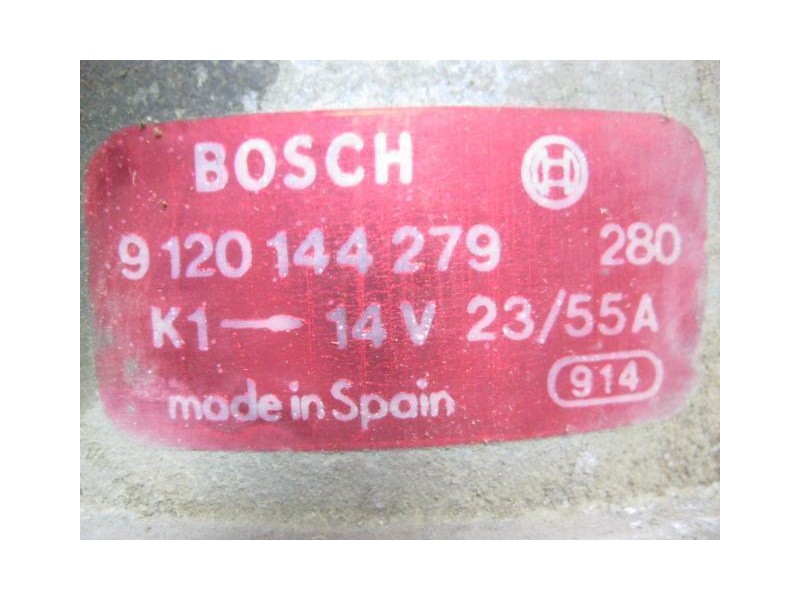 BOSCH
9 120 144 279 280
K1 → 14 V 23/55A
914
made in Spain